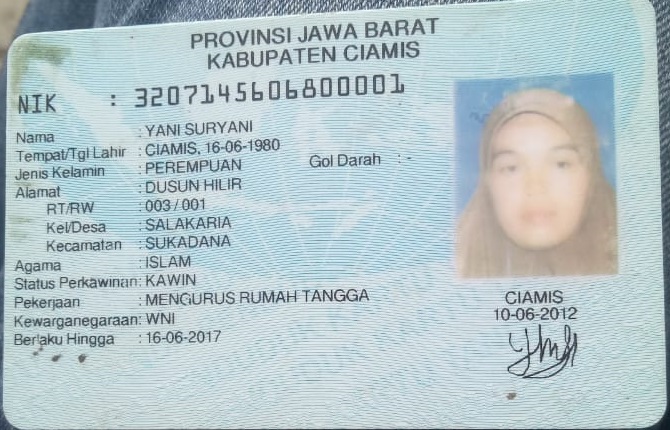 PROVINSI JAWA BARAT
KABUPATEN CIAMIS
NIK : 3207145606800001
Nama : YANI SURYANI
Tempat/Tgl Lahir : CIAMIS, 16-06-1980
Jenis Kelamin : PEREMPUAN Gol Darah : -
Alamat : DUSUN HILIR
RT/RW : 003 / 001
Kel/Desa : SALAKARIA
Kecamatan : SUKADANA
Agama : ISLAM
Status Perkawinan: KAWIN
Pekerjaan : MENGURUS RUMAH TANGGA
Kewarganegaraan: WNI
Berlaku Hingga : 16-06-2017
CIAMIS
10-06-2012